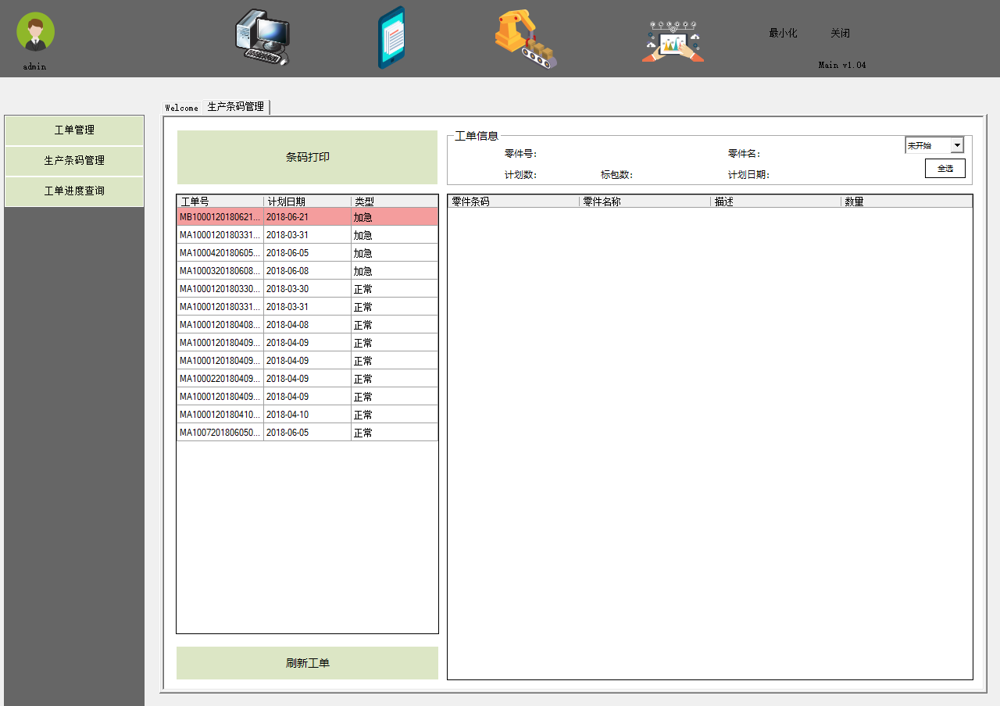 admin
最小化 关闭
Main v1.04
工单管理
生产条码管理
工单进度查询
Welcome 生产条码管理
条码打印
工单信息
零件号: 零件名: 未开始
计划数: 标包数: 计划日期: 全选
工单号 计划日期 类型
MB1000120180621... 2018-06-21 加急
MA1000120180331... 2018-03-31 加急
MA1000420180605... 2018-06-05 加急
MA1000320180608... 2018-06-08 加急
MA1000120180330... 2018-03-30 正常
MA1000120180331... 2018-03-31 正常
MA1000120180408... 2018-04-08 正常
MA1000120180409... 2018-04-09 正常
MA1000120180409... 2018-04-09 正常
MA1000220180409... 2018-04-09 正常
MA1000120180409... 2018-04-09 正常
MA1000120180410... 2018-04-10 正常
MA1007201806050... 2018-06-05 正常
零件条码 零件名称 描述 数量
刷新工单